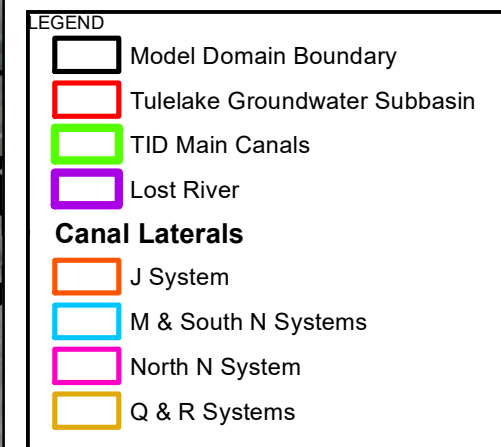 LEGEND
Model Domain Boundary
Tulelake Groundwater Subbasin
TID Main Canals
Lost River
Canal Laterals
J System
M & South N Systems
North N System
Q & R Systems